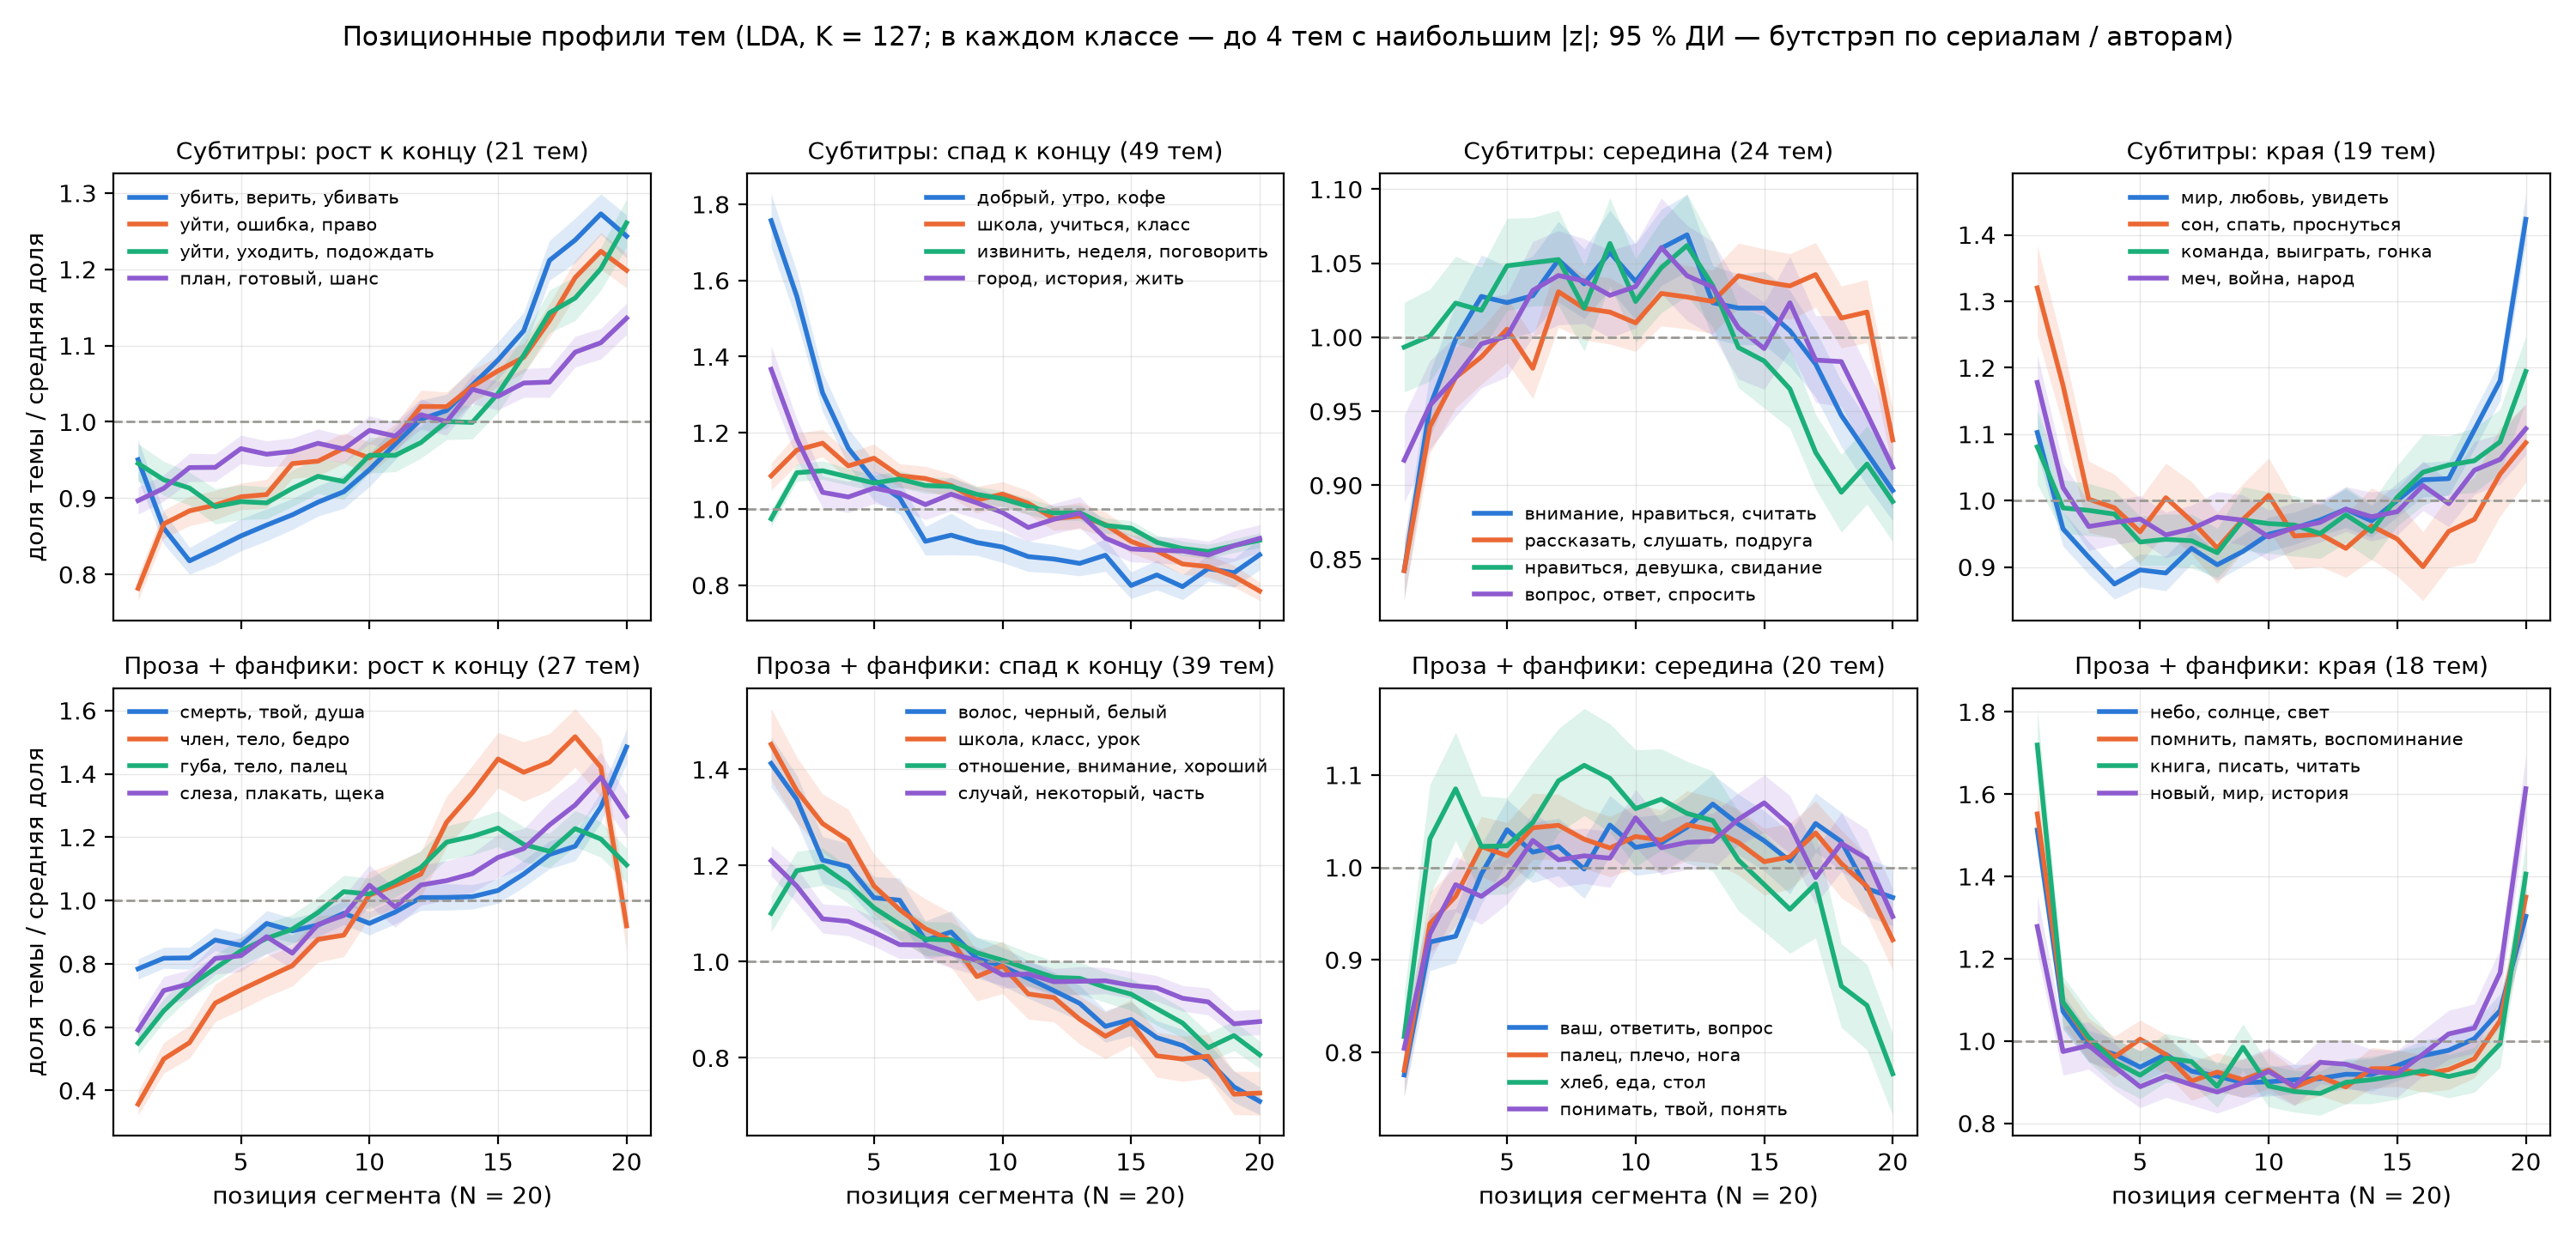 Позиционные профили тем (LDA, K = 127; в каждом классе — до 4 тем с наибольшим |z|; 95 % ДИ — бутстрэп по сериалам / авторам)
Субтитры: рост к концу (21 тем)
доля темы / средняя доля
1.3
1.2
1.1
1.0
0.9
0.8
убить, верить, убивать
уйти, ошибка, право
уйти, уходить, подождать
план, готовый, шанс
Субтитры: спад к концу (49 тем)
1.8
1.6
1.4
1.2
1.0
0.8
добрый, утро, кофе
школа, учиться, класс
извинить, неделя, поговорить
город, история, жить
Субтитры: середина (24 тем)
1.10
1.05
1.00
0.95
0.90
0.85
внимание, нравиться, считать
рассказать, слушать, подруга
нравиться, девушка, свидание
вопрос, ответ, спросить
Субтитры: края (19 тем)
1.4
1.3
1.2
1.1
1.0
0.9
мир, любовь, увидеть
сон, спать, проснуться
команда, выиграть, гонка
меч, война, народ
Проза + фанфики: рост к концу (27 тем)
доля темы / средняя доля
1.6
1.4
1.2
1.0
0.8
0.6
0.4
смерть, твой, душа
член, тело, бедро
губа, тело, палец
слеза, плакать, щека
5 10 15 20
позиция сегмента (N = 20)
Проза + фанфики: спад к концу (39 тем)
1.4
1.2
1.0
0.8
волос, черный, белый
школа, класс, урок
отношение, внимание, хороший
случай, некоторый, часть
5 10 15 20
позиция сегмента (N = 20)
Проза + фанфики: середина (20 тем)
1.1
1.0
0.9
0.8
ваш, ответить, вопрос
палец, плечо, нога
хлеб, еда, стол
понимать, твой, понять
5 10 15 20
позиция сегмента (N = 20)
Проза + фанфики: края (18 тем)
1.8
1.6
1.4
1.2
1.0
0.8
небо, солнце, свет
помнить, память, воспоминание
книга, писать, читать
новый, мир, история
5 10 15 20
позиция сегмента (N = 20)